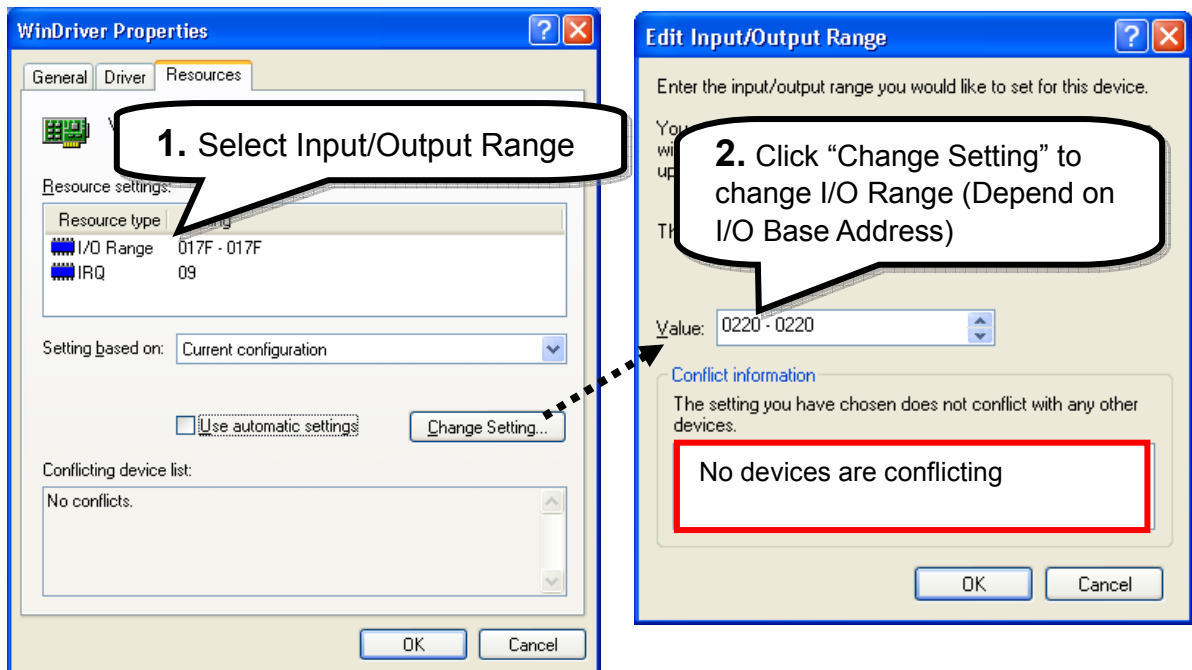 WinDriver Properties
General Driver Resources
1. Select Input/Output Range
Resource settings:
Resource type
I/O Range 017F - 017F
IRQ 09
Setting based on: Current configuration
Use automatic settings
Change Setting...
Conflicting device list:
No conflicts.
OK Cancel
Edit Input/Output Range
Enter the input/output range you would like to set for this device.
2. Click “Change Setting” to
change I/O Range (Depend on
I/O Base Address)
Value: 0220 - 0220
Conflict information
The setting you have chosen does not conflict with any other
devices.
No devices are conflicting
OK Cancel